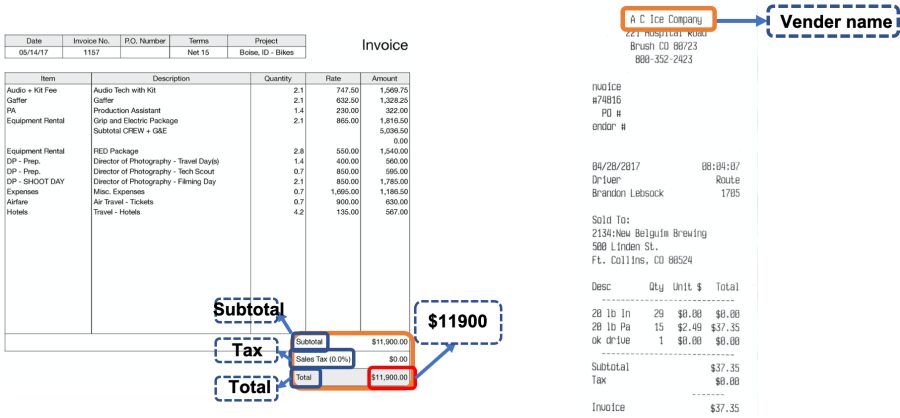 Invoice
Date Invoice No. P.O. Number Terms Project
05/14/17 1157 Net 15 Boise, ID - Bikes
Item Description Quantity Rate Amount
Audio + Kit Fee Audio Tech with Kit 2.1 747.50 1,569.75
Gaffer Gaffer 2.1 632.50 1,328.25
PA Production Assistant 1.4 230.00 322.00
Equipment Rental Grip and Electric Package 2.1 865.00 1,816.50
Subtotal CREW + G&E 5,036.50
0.00
Equipment Rental RED Package 2.8 550.00 1,540.00
DP - Prep. Director of Photography - Travel Day(s) 1.4 400.00 560.00
DP - Prep. Director of Photography - Tech Scout 0.7 850.00 595.00
DP - SHOOT DAY Director of Photography - Filming Day 2.1 850.00 1,785.00
Expenses Misc. Expenses 0.7 1,695.00 1,186.50
Airfare Air Travel - Tickets 0.7 900.00 630.00
Hotels Travel - Hotels 4.2 135.00 567.00
Subtotal
Tax
Total
$11900
Subtotal $11,900.00
Sales Tax (0.0%) $0.00
Total $11,900.00
A C Ice Company
Vender name
221 Hospital Road
Brush CO 80723
800-352-2423
nvoice
#74816
PO #
endor #
04/20/2017 08:04:07
Driver Route
Brandon Lebsock 1705
Sold To:
2134:New Belguim Brewing
500 Linden St.
Ft. Collins, CO 80524
Desc Qty Unit $ Total
20 lb In 29 $0.00 $0.00
20 lb Pa 15 $2.49 $37.35
ok drive 1 $0.00 $0.00
Subtotal $37.35
Tax $0.00
Invoice $37.35